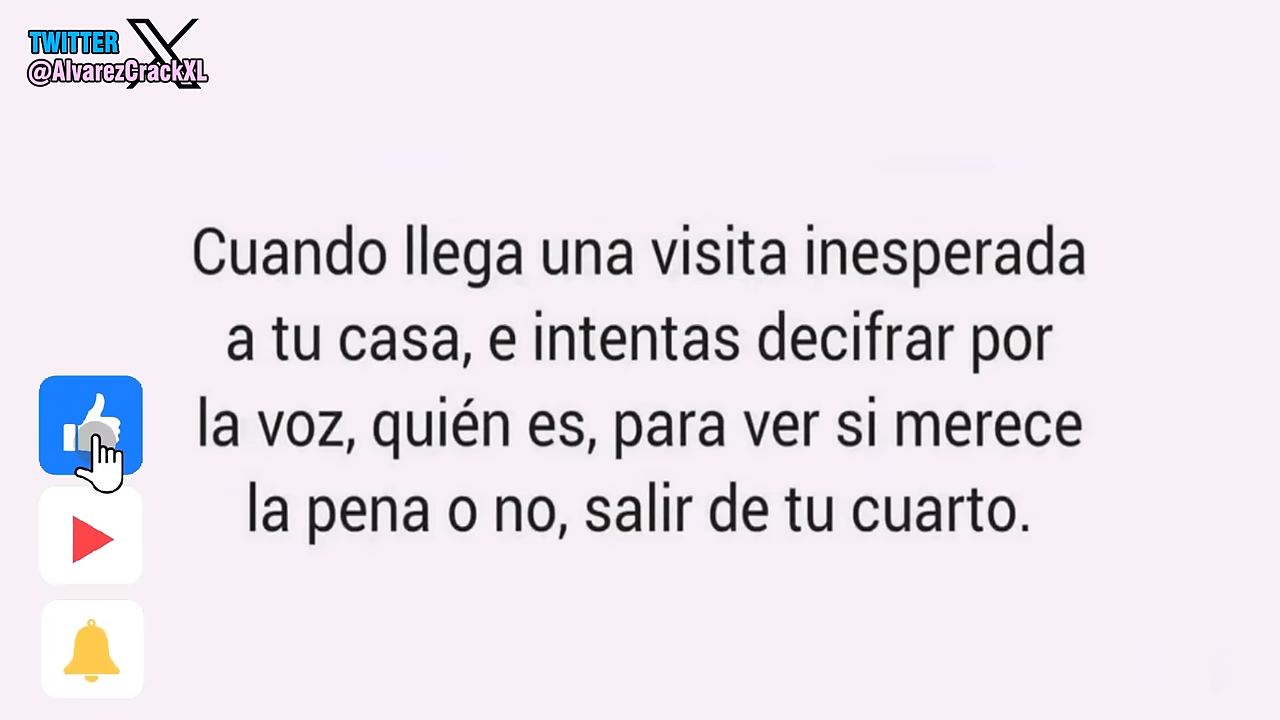 TWITTER
@AlvarezCrackXL
Cuando llega una visita inesperada
a tu casa, e intentas decifrar por
la voz, quién es, para ver si merece
la pena o no, salir de tu cuarto.